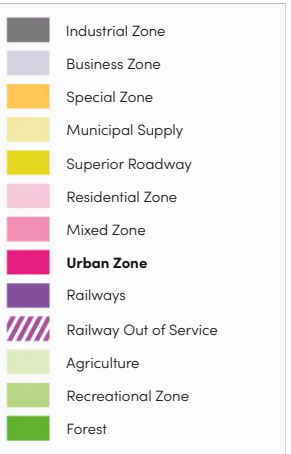 Industrial Zone
Business Zone
Special Zone
Municipal Supply
Superior Roadway
Residential Zone
Mixed Zone
Urban Zone
Railways
Railway Out of Service
Agriculture
Recreational Zone
Forest